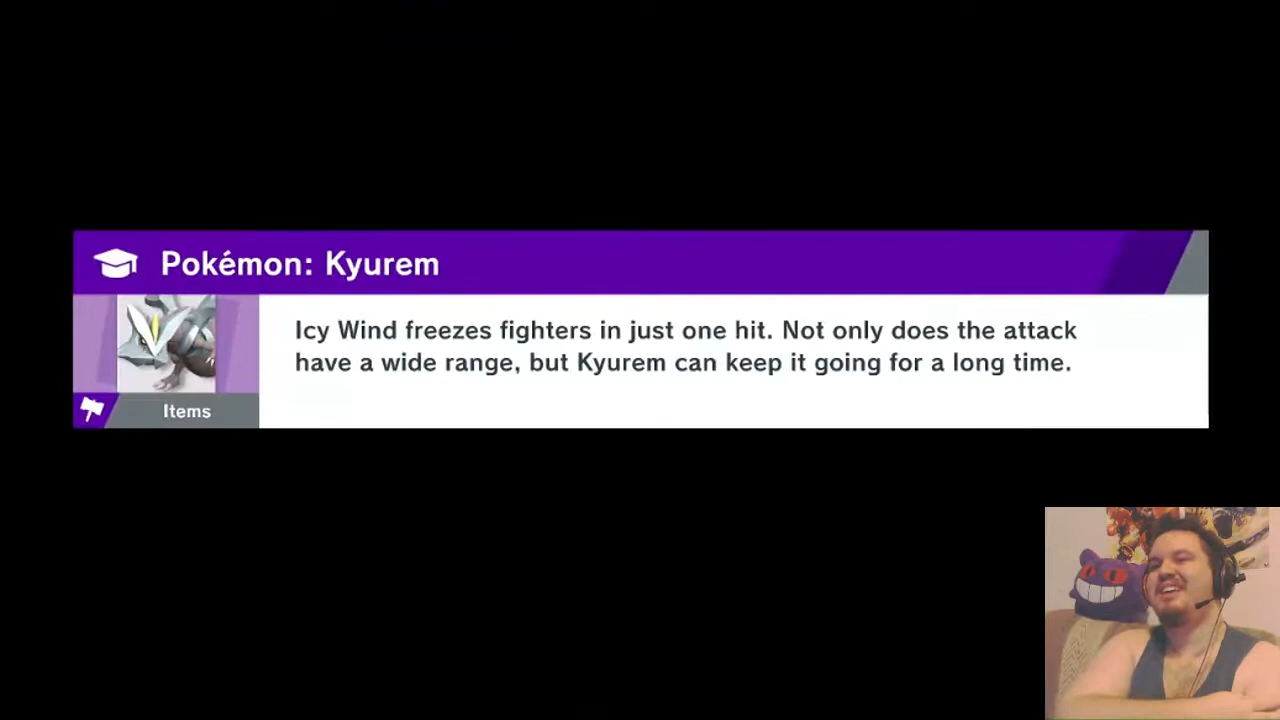 Pokémon: Kyurem
Icy Wind freezes fighters in just one hit. Not only does the attack
have a wide range, but Kyurem can keep it going for a long time.
Items